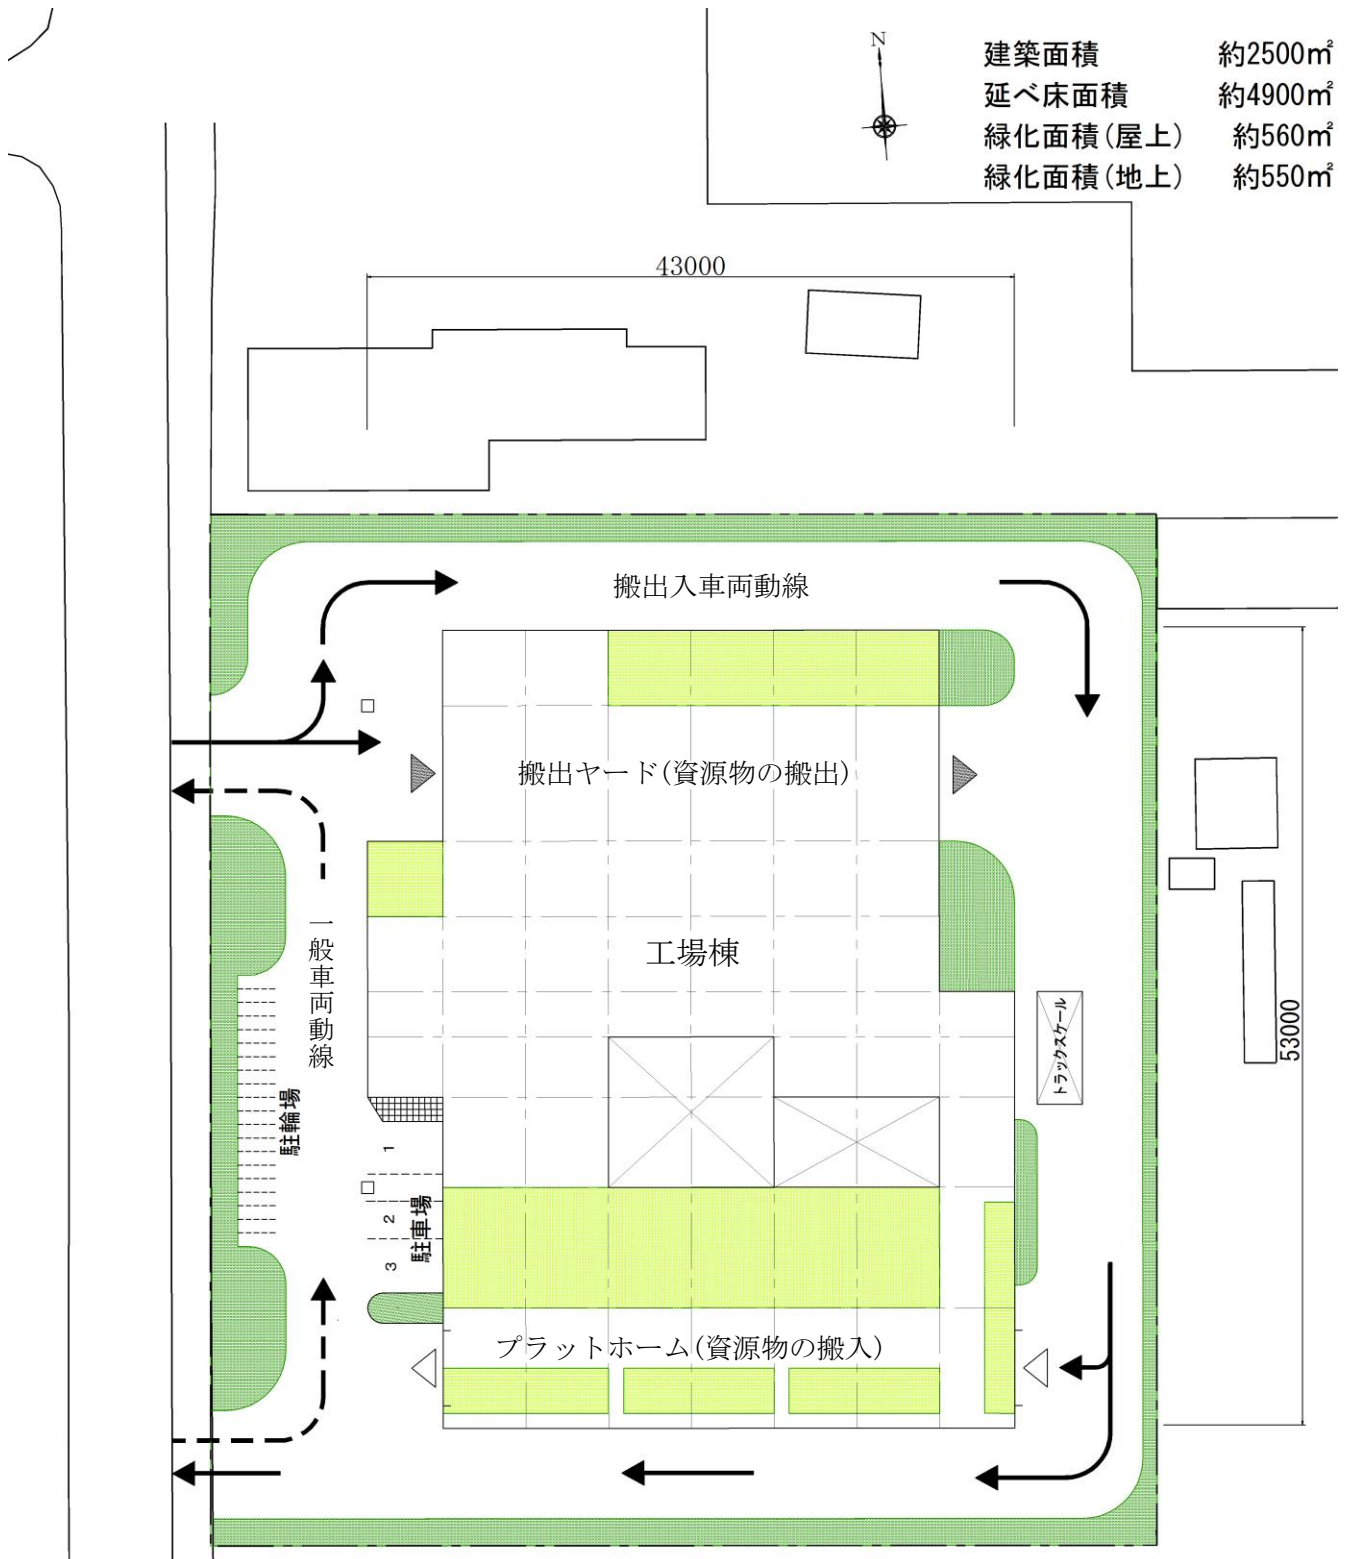 N
建築面積 約2500㎡
延べ床面積 約4900㎡
緑化面積(屋上) 約560㎡
緑化面積(地上) 約550㎡
43000
搬出入車両動線
搬出ヤード(資源物の搬出)
一般車両動線
工場棟
トラックスケール
53000
駐輪場
1
2
3
駐車場
プラットホーム(資源物の搬入)